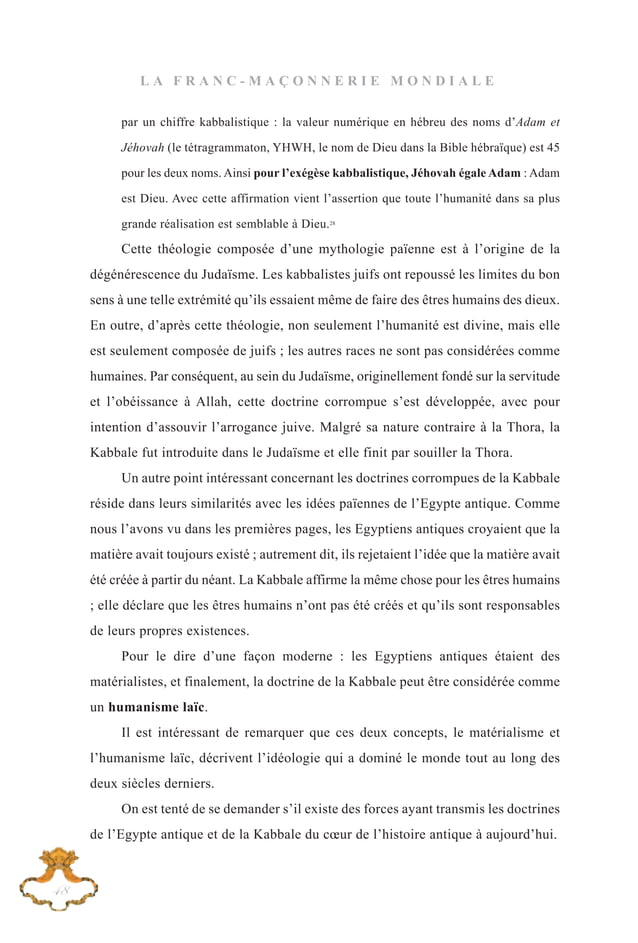 LA FRANC-MAÇONNERIE MONDIALE
par un chiffre kabbalistique : la valeur numérique en hébreu des noms d’Adam et
Jéhovah (le tétragrammaton, YHWH, le nom de Dieu dans la Bible hébraïque) est 45
pour les deux noms. Ainsi pour l’exégèse kabbalistique, Jéhovah égale Adam : Adam
est Dieu. Avec cette affirmation vient l’assertion que toute l’humanité dans sa plus
grande réalisation est semblable à Dieu.28
Cette théologie composée d’une mythologie païenne est à l’origine de la
dégénérescence du Judaïsme. Les kabbalistes juifs ont repoussé les limites du bon
sens à une telle extrémité qu’ils essaient même de faire des êtres humains des dieux.
En outre, d’après cette théologie, non seulement l’humanité est divine, mais elle
est seulement composée de juifs ; les autres races ne sont pas considérées comme
humaines. Par conséquent, au sein du Judaïsme, originellement fondé sur la servitude
et l’obéissance à Allah, cette doctrine corrompue s’est développée, avec pour
intention d’assouvir l’arrogance juive. Malgré sa nature contraire à la Thora, la
Kabbale fut introduite dans le Judaïsme et elle finit par souiller la Thora.
Un autre point intéressant concernant les doctrines corrompues de la Kabbale
réside dans leurs similarités avec les idées païennes de l’Egypte antique. Comme
nous l’avons vu dans les premières pages, les Egyptiens antiques croyaient que la
matière avait toujours existé ; autrement dit, ils rejetaient l’idée que la matière avait
été créée à partir du néant. La Kabbale affirme la même chose pour les êtres humains
; elle déclare que les êtres humains n’ont pas été créés et qu’ils sont responsables
de leurs propres existences.
Pour le dire d’une façon moderne : les Egyptiens antiques étaient des
matérialistes, et finalement, la doctrine de la Kabbale peut être considérée comme
un humanisme laïc.
Il est intéressant de remarquer que ces deux concepts, le matérialisme et
l’humanisme laïc, décrivent l’idéologie qui a dominé le monde tout au long des
deux siècles derniers.
On est tenté de se demander s’il existe des forces ayant transmis les doctrines
de l’Egypte antique et de la Kabbale du cœur de l’histoire antique à aujourd’hui.
48